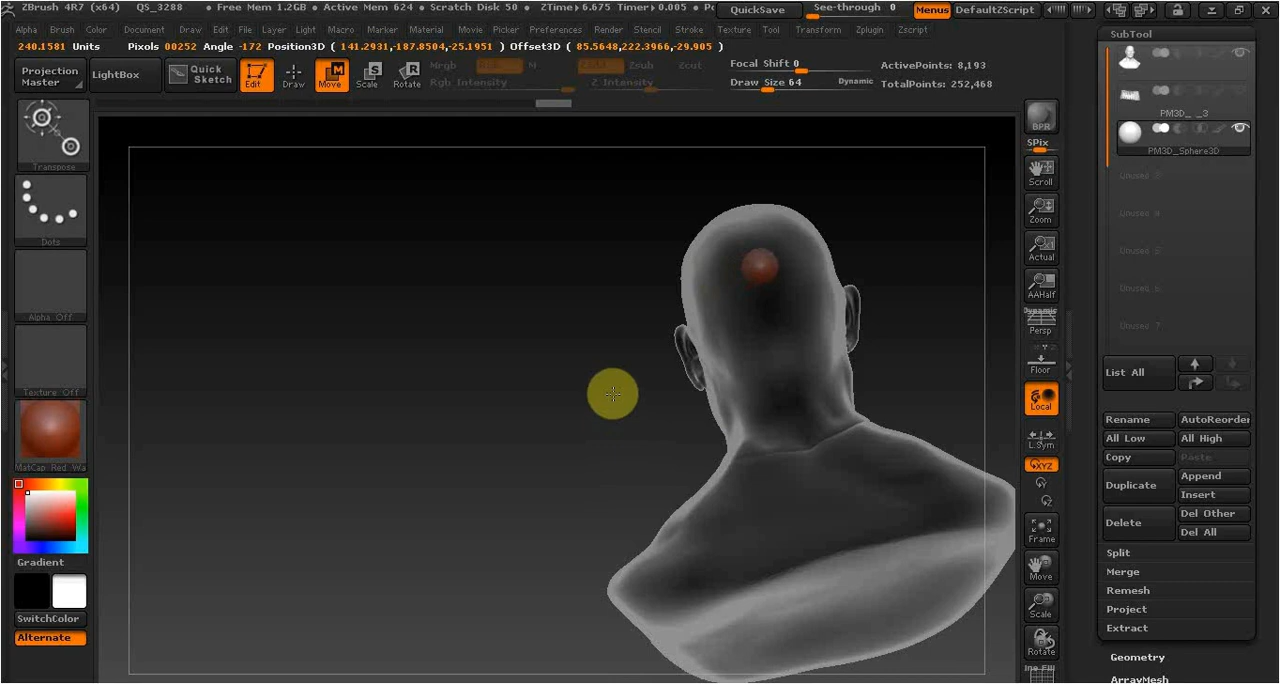 ZBrush 4R7 (x64) QS_3288 • Free Mem 1.2GB • Active Mem 624 • Scratch Disk 50 • ZTime▸6.675 Timer▸0.005 • Po QuickSave See-through 0 Menus DefaultZScript
Alpha Brush Color Document Draw Edit File Layer Light Macro Marker Material Movie Picker Preferences Render Stencil Stroke Texture Tool Transform Zplugin Zscript
240.1581 Units Pixols 00252 Angle -172 Position3D ( 141.2931,-187.8504,-25.1951 ) Offset3D ( 85.5648,222.3966,-29.905 )
Projection Master
LightBox
Quick Sketch
Edit
Draw
Move
Scale
Rotate
Mrgb
M
Zsub
Zcut
Rgb Intensity
Z Intensity
Focal Shift 0
Draw Size 64
Dynamic
ActivePoints: 8,193
TotalPoints: 252,468
Transpose
Dots
Alpha Off
Texture Off
MatCap Red Wa
Gradient
SwitchColor
Alternate
BPR
SPix
Scroll
Zoom
Actual
AAHalf
Dynamic
Persp
Floor
Local
L.Sym
XYZ
Y
Z
Frame
Move
Scale
Rotate
Line Fill
SubTool
PM3D_ _3
PM3D_Sphere3D
Unused 3
Unused 4
Unused 5
Unused 6
Unused 7
List All
Rename
AutoReorder
All Low
All High
Copy
Paste
Duplicate
Append
Insert
Delete
Del Other
Del All
Split
Merge
Remesh
Project
Extract
Geometry
ArrayMesh